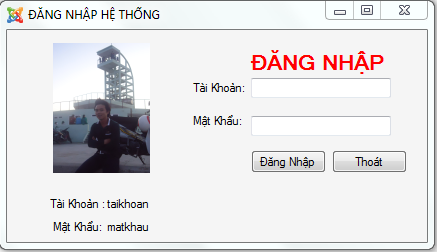 ĐĂNG NHẬP HỆ THỐNG
ĐĂNG NHẬP
Tài Khoản:
Mật Khẩu:
Đăng Nhập Thoát
Tài Khoản : taikhoan
Mật Khẩu: matkhau